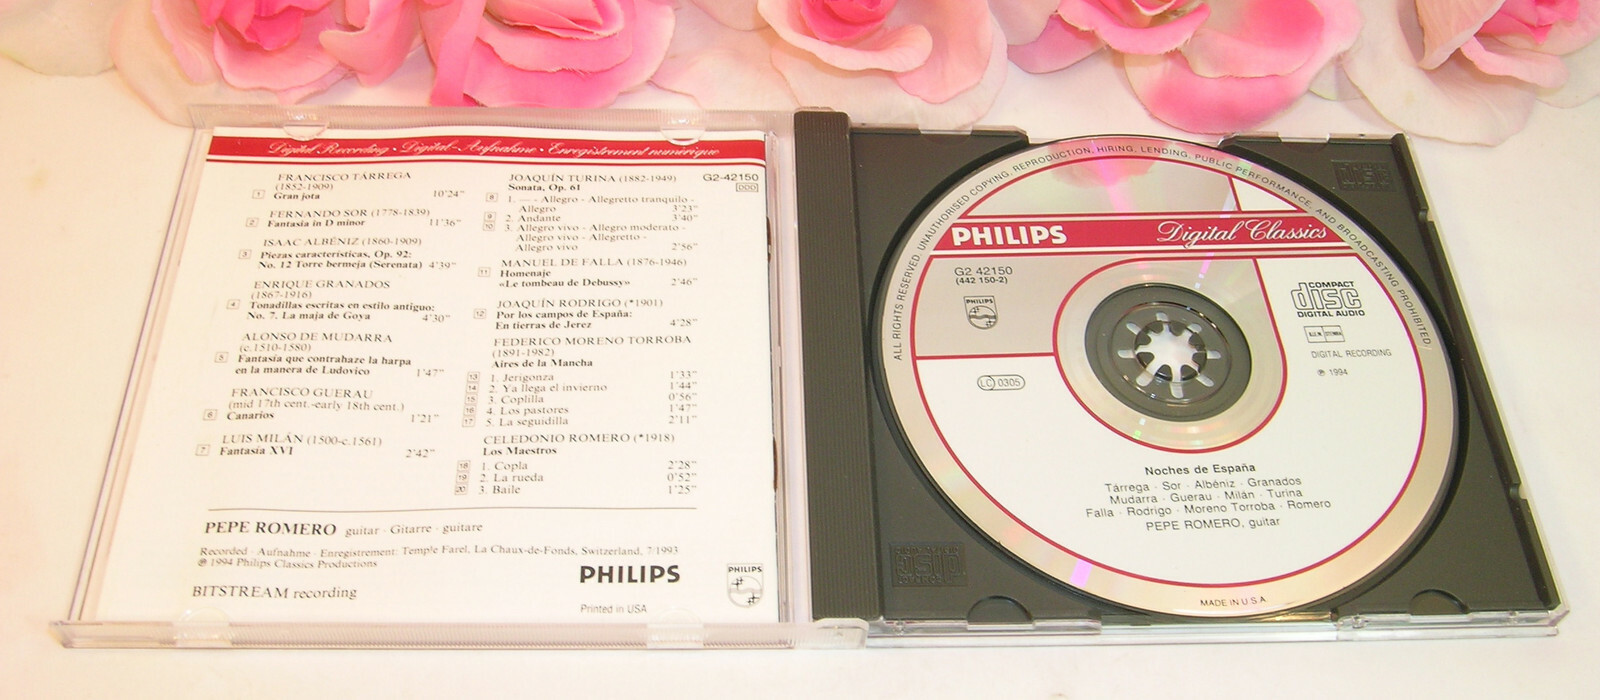 Digital Recording · Digital-Aufnahme · Enregistrement numérique
G2-42150
DDD
FRANCISCO TÁRREGA
(1852-1909)
1 Gran jota 10'24"
FERNANDO SOR (1778-1839)
2 Fantasía in D minor 11'36"
ISAAC ALBÉNIZ (1860-1909)
3 Piezas características, Op. 92:
No. 12 Torre bermeja (Serenata) 4'39"
ENRIQUE GRANADOS
(1867-1916)
4 Tonadillas escritas en estilo antiguo:
No. 7. La maja de Goya 4'30"
ALONSO DE MUDARRA
(c.1510-1580)
5 Fantasía que contrahaze la harpa
en la manera de Ludovico 1'47"
FRANCISCO GUERAU
(mid 17th cent.-early 18th cent.)
6 Canarios 1'21"
LUIS MILÁN (1500-c.1561)
7 Fantasía XVI 2'42"
JOAQUÍN TURINA (1882-1949)
Sonata, Op. 61
8 1. — - Allegro - Allegretto tranquilo -
Allegro 3'23"
9 2. Andante 3'40"
10 3. Allegro vivo - Allegro moderato -
Allegro vivo - Allegretto -
Allegro vivo 2'56"
MANUEL DE FALLA (1876-1946)
11 Homenaje
«Le tombeau de Debussy» 2'46"
JOAQUÍN RODRIGO (*1901)
12 Por los campos de España:
En tierras de Jerez 4'28"
FEDERICO MORENO TORROBA
(1891-1982)
Aires de la Mancha
13 1. Jerigonza 1'33"
14 2. Ya llega el invierno 1'44"
15 3. Coplilla 0'56"
16 4. Los pastores 1'47"
17 5. La seguidilla 2'11"
CELEDONIO ROMERO (*1918)
Los Maestros
18 1. Copla 2'28"
19 2. La rueda 0'52"
20 3. Baile 1'25"
PEPE ROMERO guitar · Gitarre · guitare
Recorded · Aufnahme · Enregistrement: Temple Farel, La Chaux-de-Fonds, Switzerland, 7/1993
℗ 1994 Philips Classics Productions
BITSTREAM recording
PHILIPS
PHILIPS
Printed in USA
ALL RIGHTS RESERVED. UNAUTHORISED COPYING, REPRODUCTION, HIRING, LENDING, PUBLIC PERFORMANCE, AND BROADCASTING PROHIBITED.
PHILIPS
Digital Classics
G2 42150
(442 150-2)
PHILIPS
COMPACT
disc
DIGITAL AUDIO
DIGITAL RECORDING
℗ 1994
LC 0305
Noches de España
Tárrega · Sor · Albéniz · Granados
Mudarra · Guerau · Milán · Turina
Falla · Rodrigo · Moreno Torroba · Romero
PEPE ROMERO, guitar
MADE IN U.S.A.